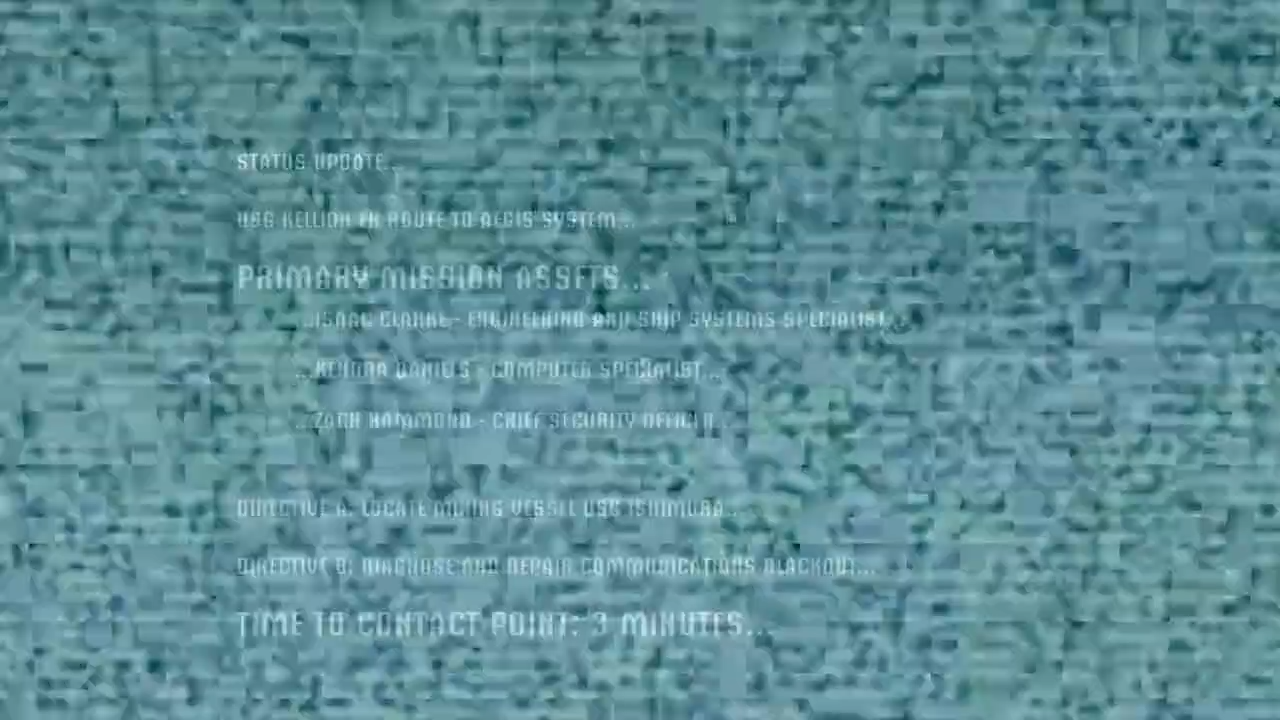 STATUS UPDATE...
USG KELLION EN ROUTE TO AEGIS SYSTEM...
PRIMARY MISSION ASSETS...
...ISAAC CLARKE - ENGINEERING AND SHIP SYSTEMS SPECIALIST...
...KENDRA DANIELS - COMPUTER SPECIALIST...
...ZACH HAMMOND - CHIEF SECURITY OFFICER...
DIRECTIVE A: LOCATE MINING VESSEL USG ISHIMURA...
DIRECTIVE B: DIAGNOSE AND REPAIR COMMUNICATIONS BLACKOUT...
TIME TO CONTACT POINT: 3 MINUTES...